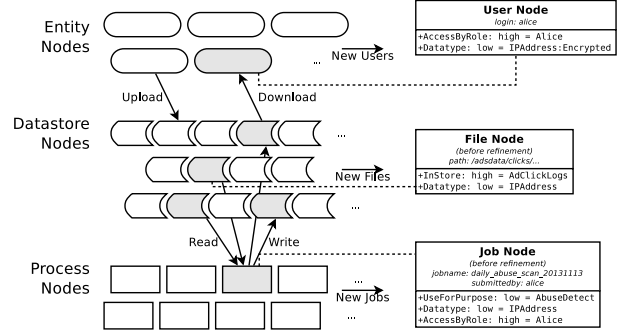 Entity
Nodes
...
New Users
User Node
login: alice
+AccessByRole: high = Alice
+Datatype: low = IPAddress:Encrypted
Upload
Download
Datastore
Nodes
...
...
New Files
...
File Node
(before refinement)
path: /adsdata/clicks/...
+InStore: high = AdClickLogs
+Datatype: low = IPAddress
Read
Write
Process
Nodes
...
New Jobs
...
Job Node
(before refinement)
jobname: daily_abuse_scan_20131113
submittedby: alice
+UseForPurpose: low = AbuseDetect
+Datatype: low = IPAddress
+AccessByRole: high = Alice